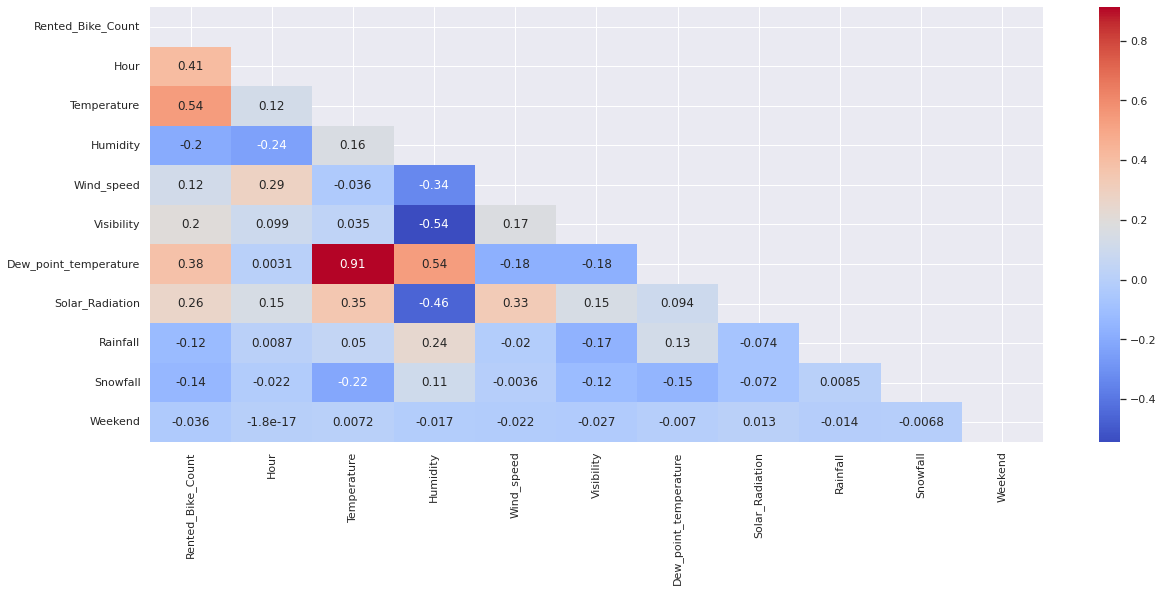 Rented_Bike_Count
Hour 0.41
Temperature 0.54 0.12
Humidity -0.2 -0.24 0.16
Wind_speed 0.12 0.29 -0.036 -0.34
Visibility 0.2 0.099 0.035 -0.54 0.17
Dew_point_temperature 0.38 0.0031 0.91 0.54 -0.18 -0.18
Solar_Radiation 0.26 0.15 0.35 -0.46 0.33 0.15 0.094
Rainfall -0.12 0.0087 0.05 0.24 -0.02 -0.17 0.13 -0.074
Snowfall -0.14 -0.022 -0.22 0.11 -0.0036 -0.12 -0.15 -0.072 0.0085
Weekend -0.036 -1.8e-17 0.0072 -0.017 -0.022 -0.027 -0.007 0.013 -0.014 -0.0068
Rented_Bike_Count
Hour
Temperature
Humidity
Wind_speed
Visibility
Dew_point_temperature
Solar_Radiation
Rainfall
Snowfall
Weekend
0.8
0.6
0.4
0.2
0.0
−0.2
−0.4